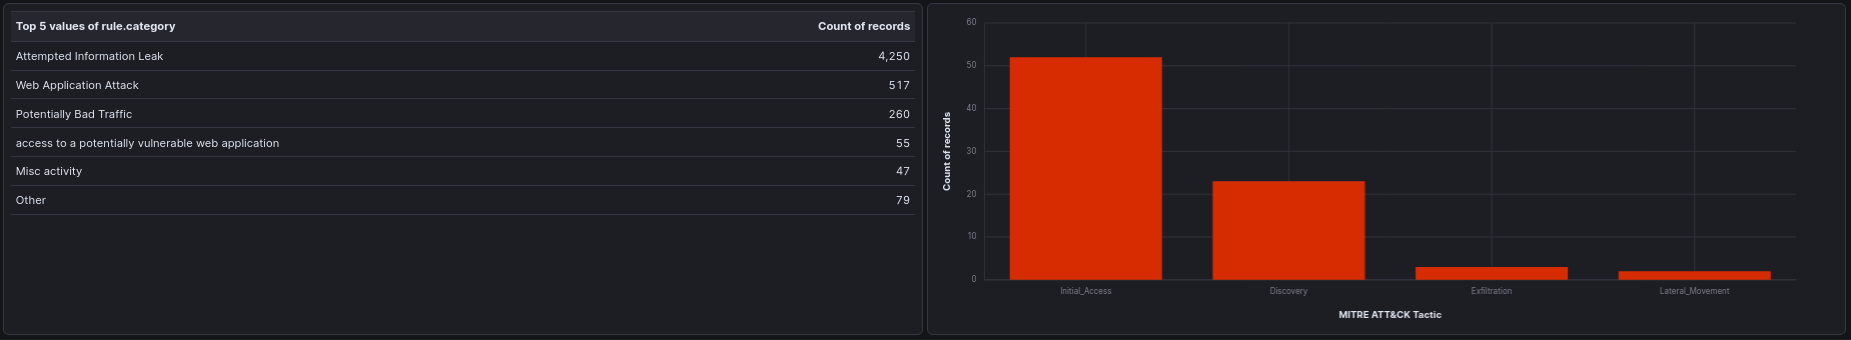 Top 5 values of rule.category Count of records
Attempted Information Leak 4,250
Web Application Attack 517
Potentially Bad Traffic 260
access to a potentially vulnerable web application 55
Misc activity 47
Other 79
Count of records
60
50
40
30
20
10
0
Initial_Access Discovery Exfiltration Lateral_Movement
MITRE ATT&CK Tactic